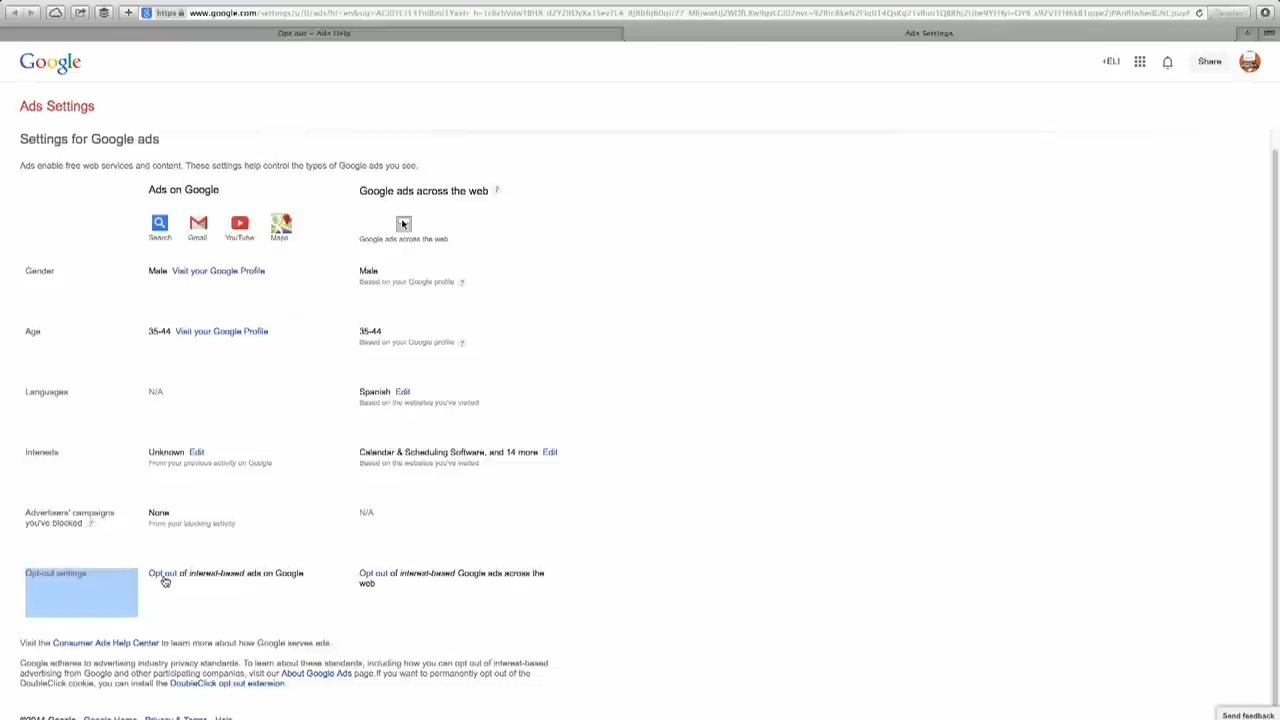 https www.google.com
Opt out – Ads Help
Ads Settings
Google
+ELI
Share
Ads Settings
Settings for Google ads
Ads enable free web services and content. These settings help control the types of Google ads you see.
Ads on Google
Google ads across the web ?
Search Gmail YouTube Maps
Google ads across the web
Gender
Male Visit your Google Profile
Male
Based on your Google profile ?
Age
35-44 Visit your Google Profile
35-44
Based on your Google profile ?
Languages
N/A
Spanish Edit
Based on the websites you've visited
Interests
Unknown Edit
From your previous activity on Google
Calendar & Scheduling Software, and 14 more Edit
Based on the websites you've visited
Advertisers' campaigns
you've blocked ?
None
From your blocking activity
N/A
Opt-out settings
Opt out of interest-based ads on Google
Opt out of interest-based Google ads across the
web
Visit the Consumer Ads Help Center to learn more about how Google serves ads.
Google adheres to advertising industry privacy standards. To learn about these standards, including how you can opt out of interest-based
advertising from Google and other participating companies, visit our About Google Ads page.If you want to permanently opt out of the
DoubleClick cookie, you can install the DoubleClick opt out extension.
©2014 Google Google Home Privacy & Terms Help
Send feedback